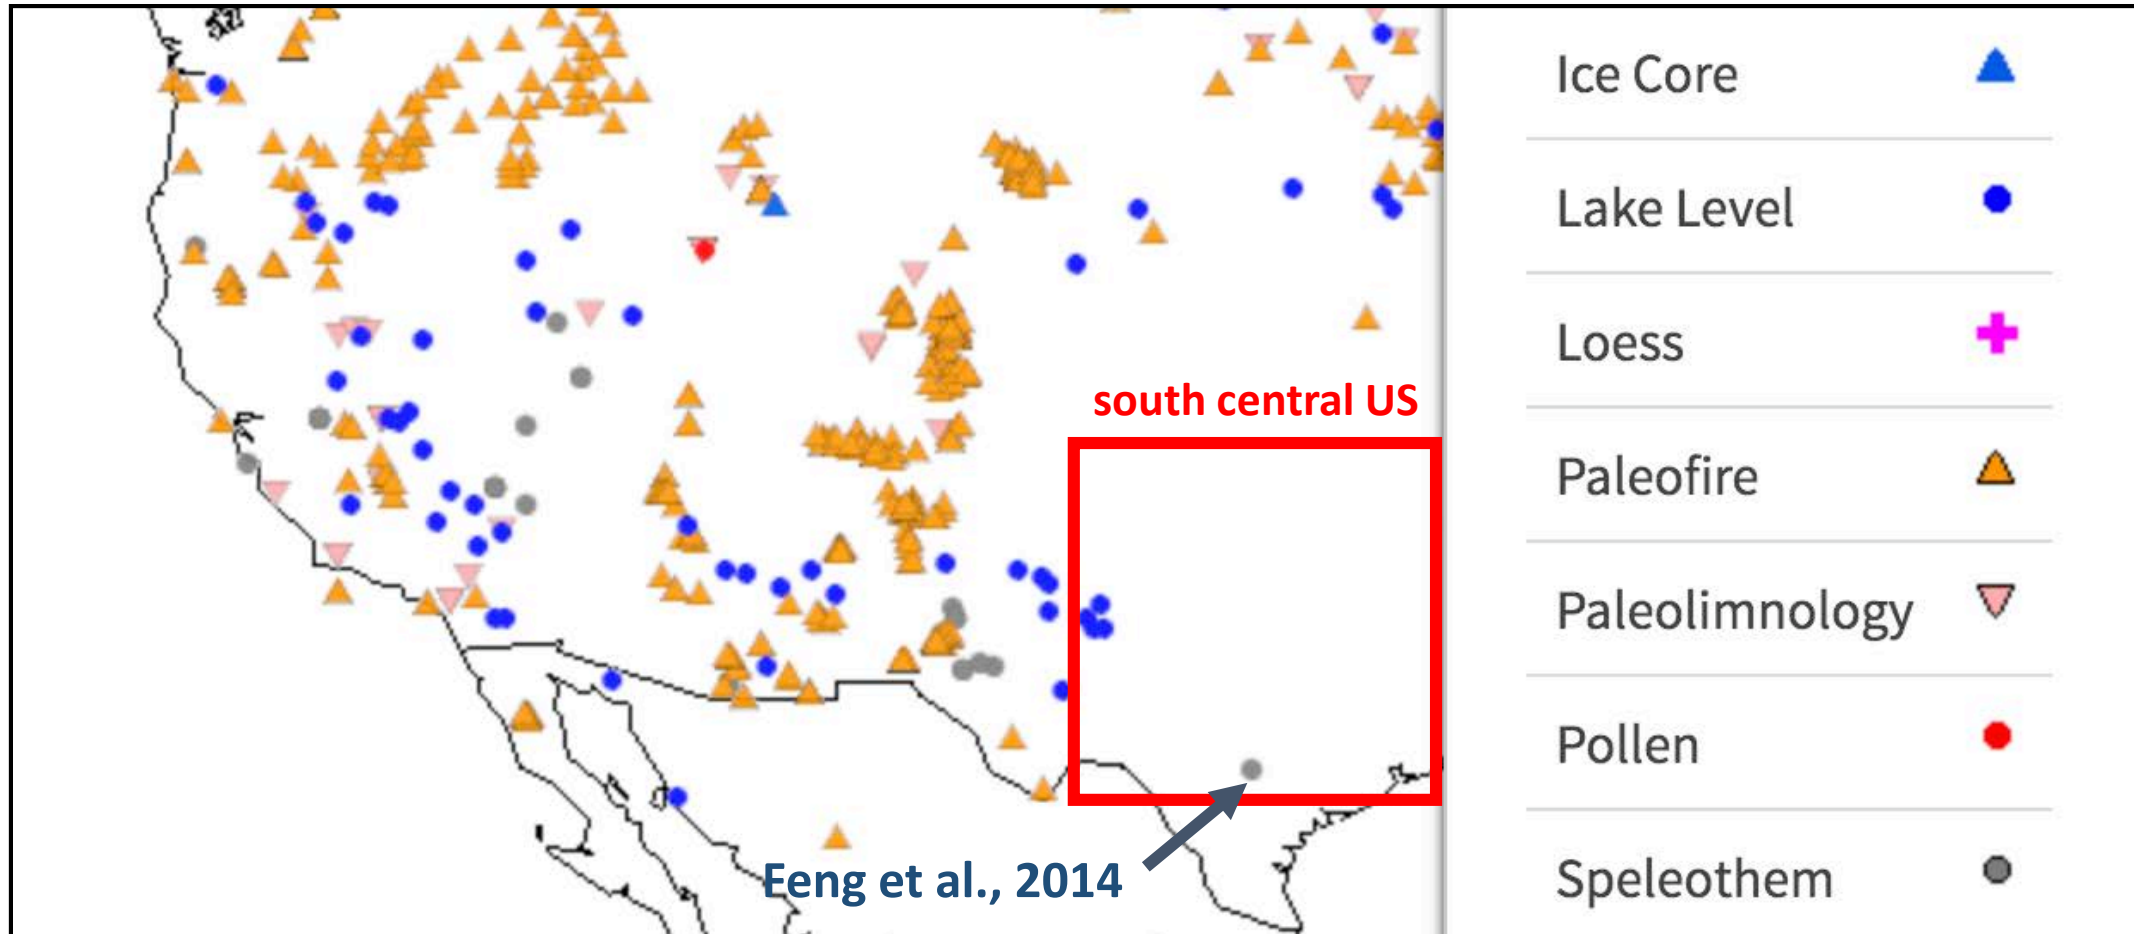 south central US
Feng et al., 2014
Ice Core
Lake Level
Loess
Paleofire
Paleolimnology
Pollen
Speleothem